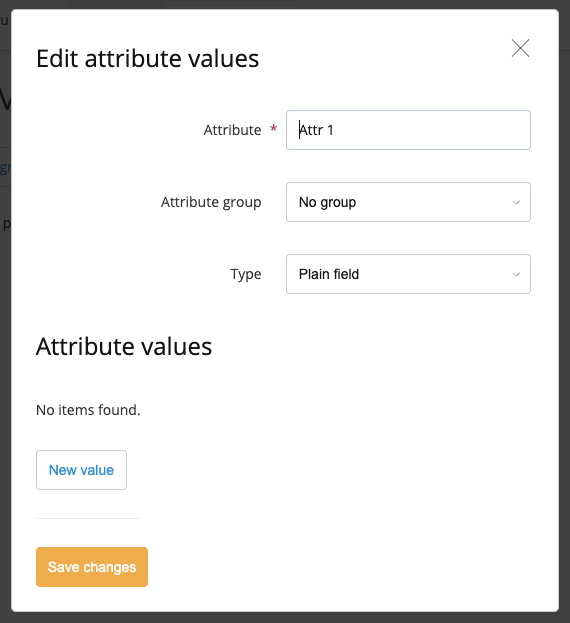 Edit attribute values
Attribute *
Attr 1
Attribute group
No group
Type
Plain field
Attribute values
No items found.
New value
Save changes